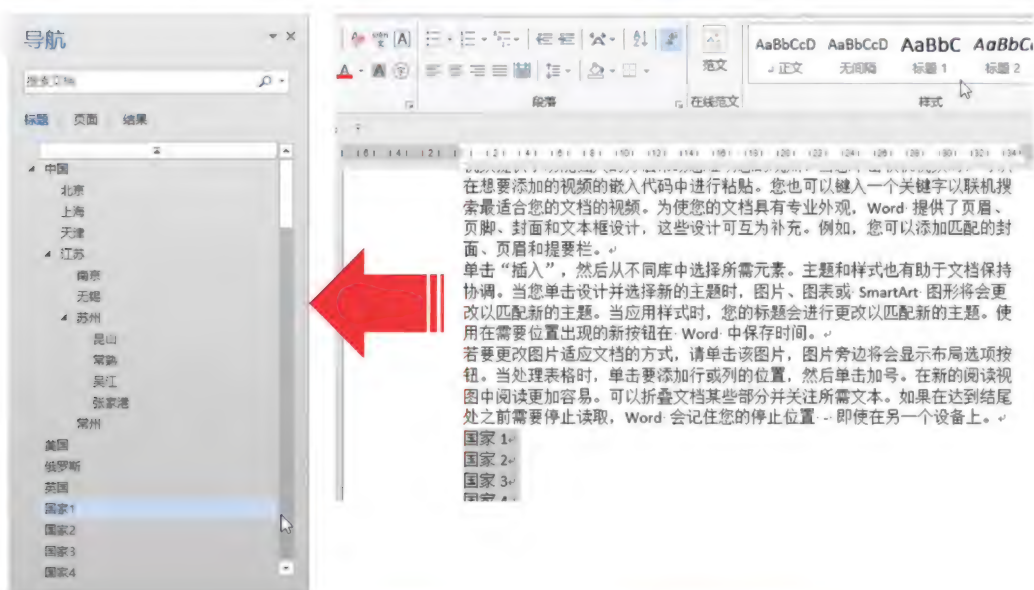 导航
搜索文档
标题 页面 结果
中国
北京
上海
天津
江苏
南京
无锡
苏州
昆山
常熟
吴江
张家港
常州
美国
俄罗斯
英国
国家1
国家2
国家3
国家4
AaBbCcD AaBbCcD AaBbC AaBbC
范文 正文 无间隔 标题 1 标题 2
段落 在线范文 样式
在想要添加的视频的嵌入代码中进行粘贴。您也可以键入一个关键字以联机搜
索最适合您的文档的视频。为使您的文档具有专业外观，Word 提供了页眉、
页脚、封面和文本框设计，这些设计可互为补充。例如，您可以添加匹配的封
面、页眉和提要栏。
单击“插入”，然后从不同库中选择所需元素。主题和样式也有助于文档保持
协调。当您单击设计并选择新的主题时，图片、图表或 SmartArt 图形将会更
改以匹配新的主题。当应用样式时，您的标题会进行更改以匹配新的主题。使
用在需要位置出现的新按钮在 Word 中保存时间。
若要更改图片适应文档的方式，请单击该图片，图片旁边将会显示布局选项按
钮。当处理表格时，单击要添加行或列的位置，然后单击加号。在新的阅读视
图中阅读更加容易。可以折叠文档某些部分并关注所需文本。如果在达到结尾
处之前需要停止读取，Word 会记住您的停止位置 - 即使在另一个设备上。
国家 1
国家 2
国家 3
国家 4